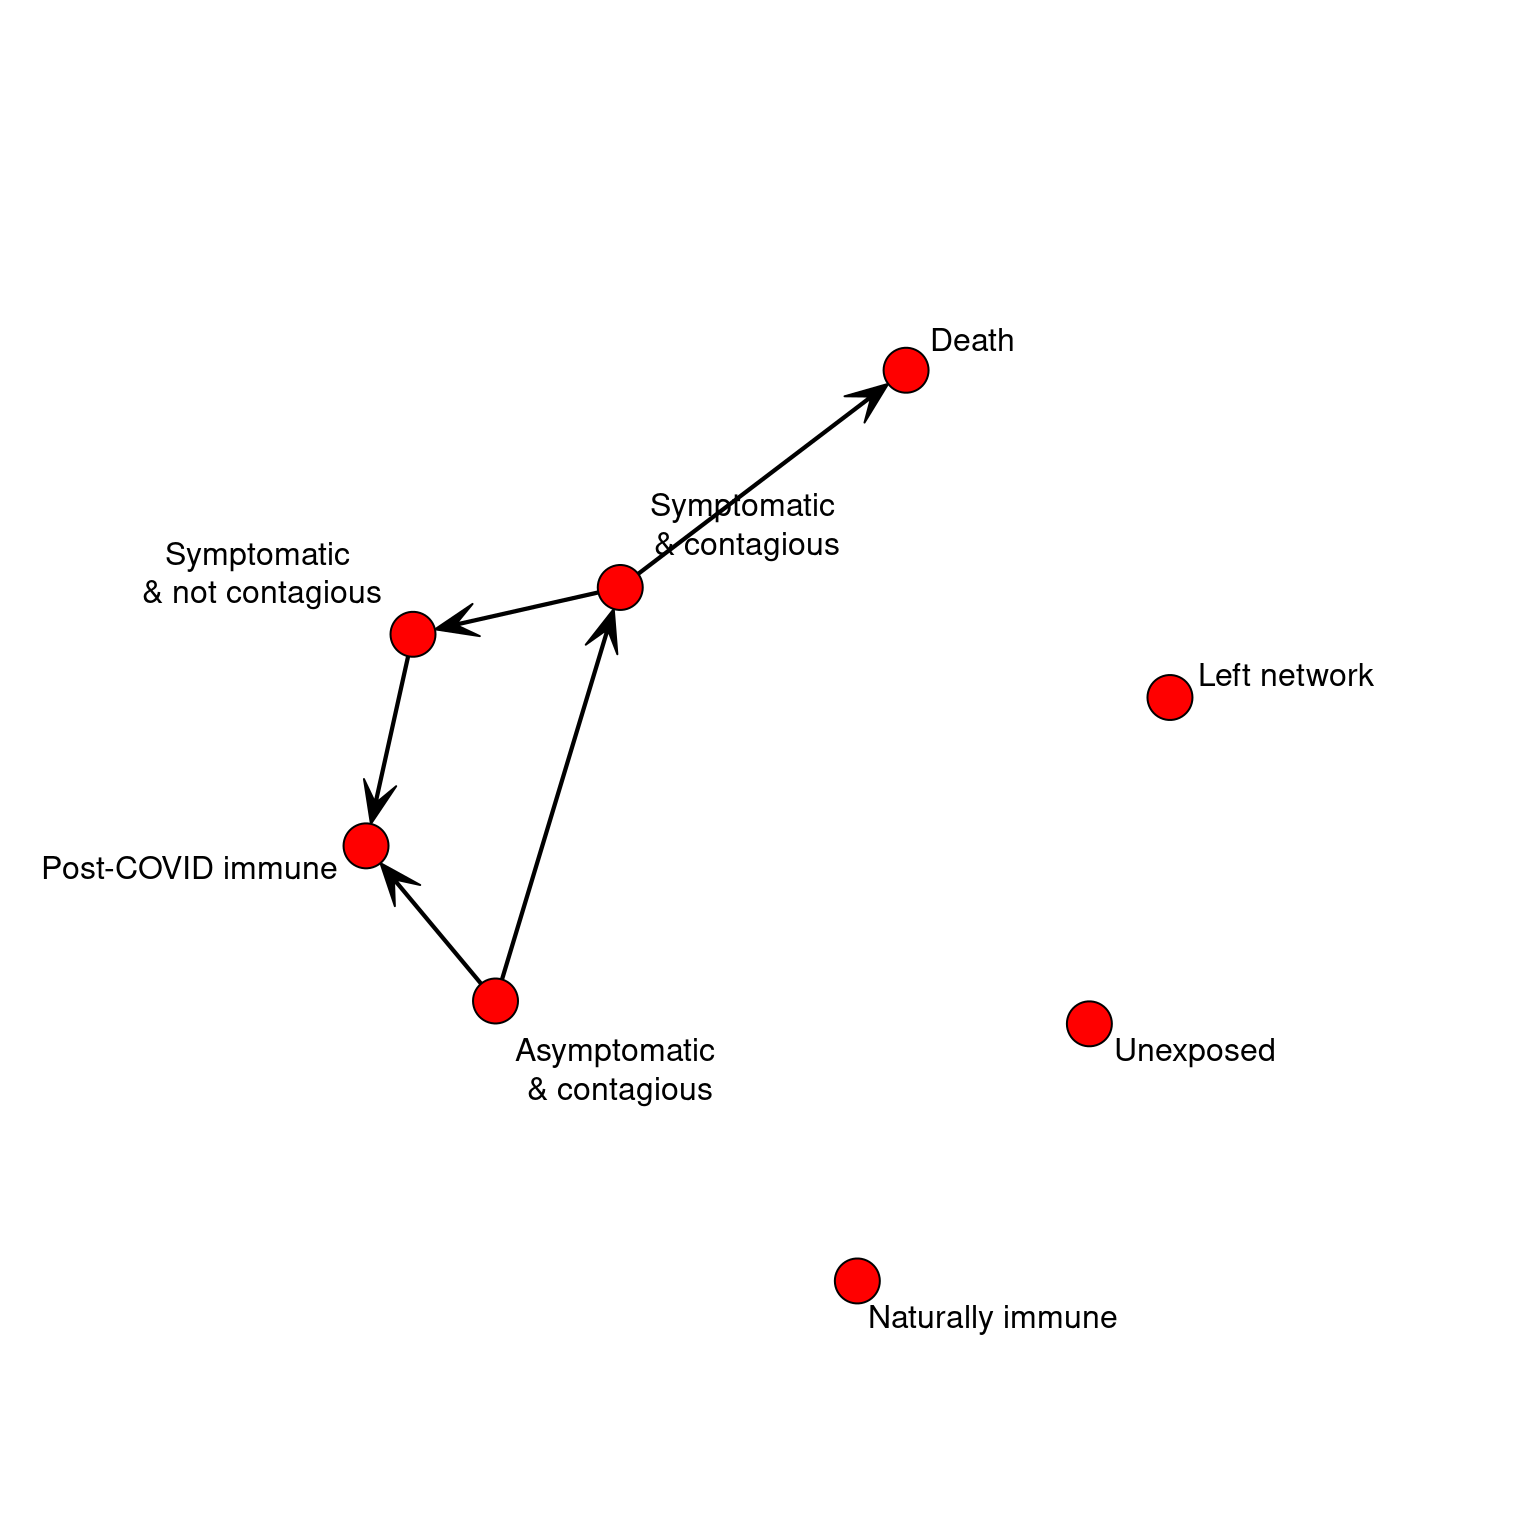 Death
Symptomatic
& contagious
Symptomatic
& not contagious
Left network
Post-COVID immune
Asymptomatic
& contagious
Unexposed
Naturally immune